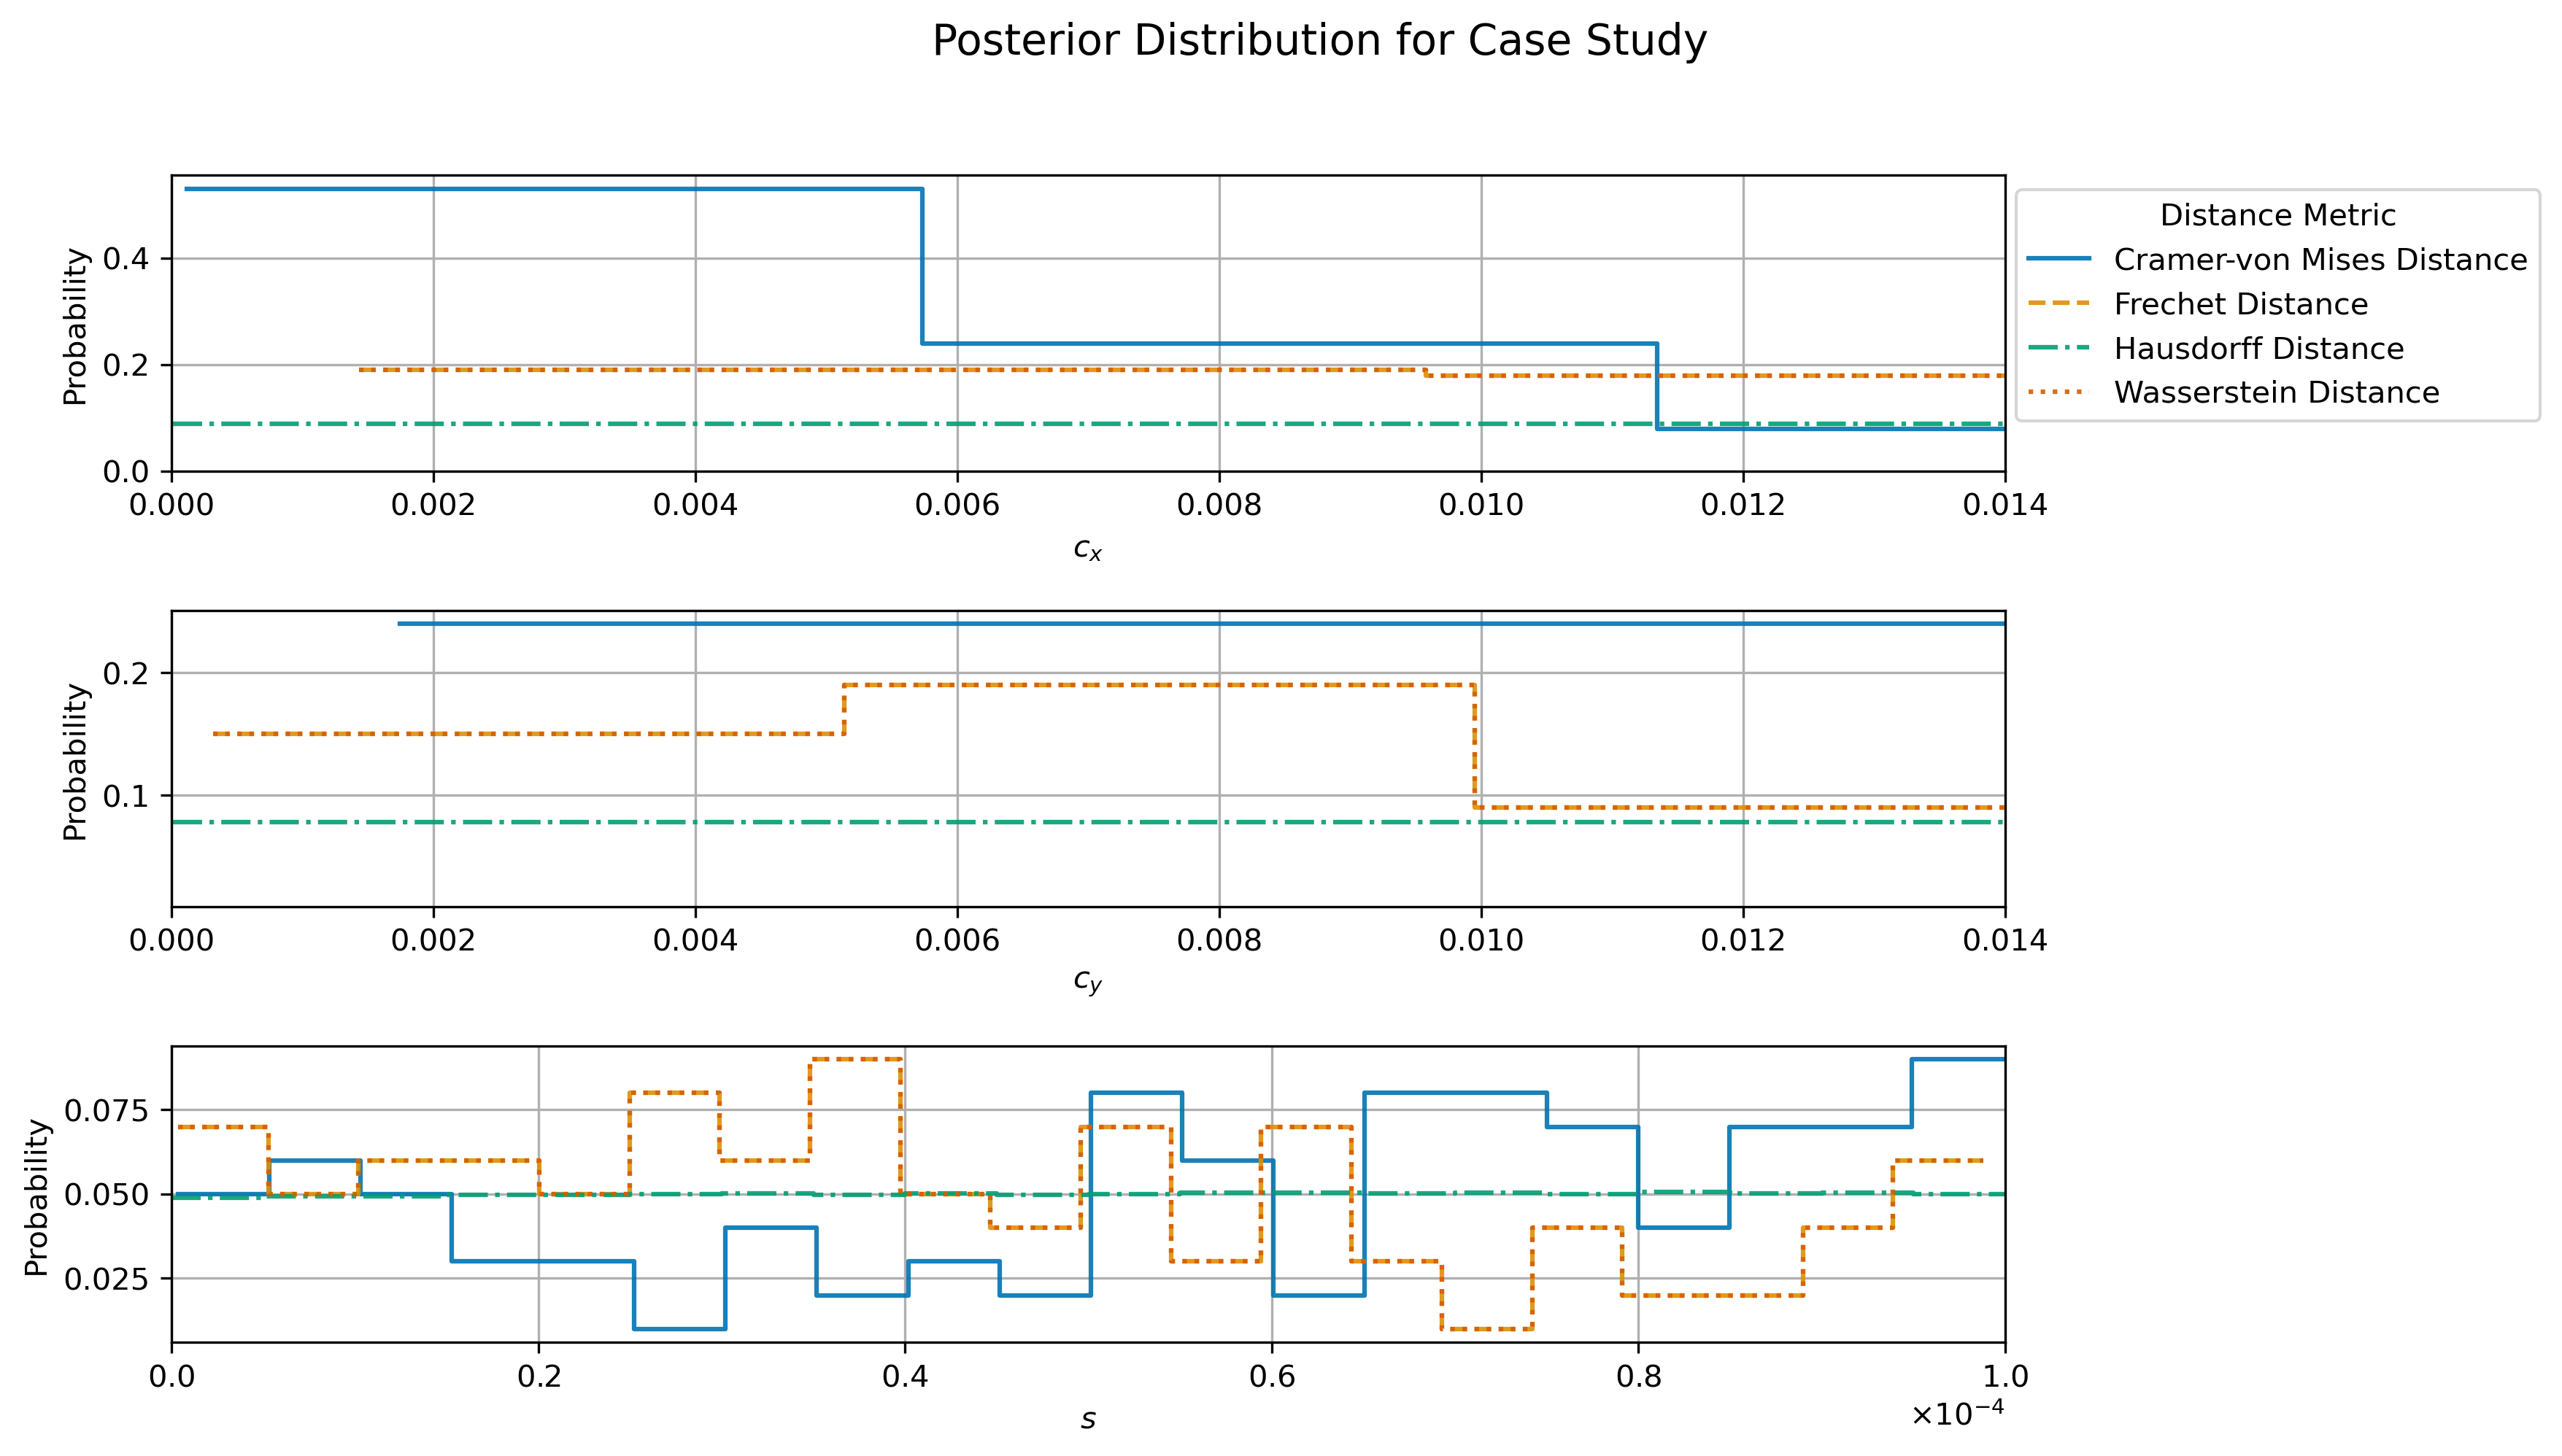 Posterior Distribution for Case Study
Probability
0.4
0.2
0.0
0.000 0.002 0.004 0.006 0.008 0.010 0.012 0.014
c_x
Distance Metric
Cramer-von Mises Distance
Frechet Distance
Hausdorff Distance
Wasserstein Distance
Probability
0.2
0.1
0.000 0.002 0.004 0.006 0.008 0.010 0.012 0.014
c_y
Probability
0.075
0.050
0.025
0.0 0.2 0.4 0.6 0.8 1.0
s
×10⁻⁴